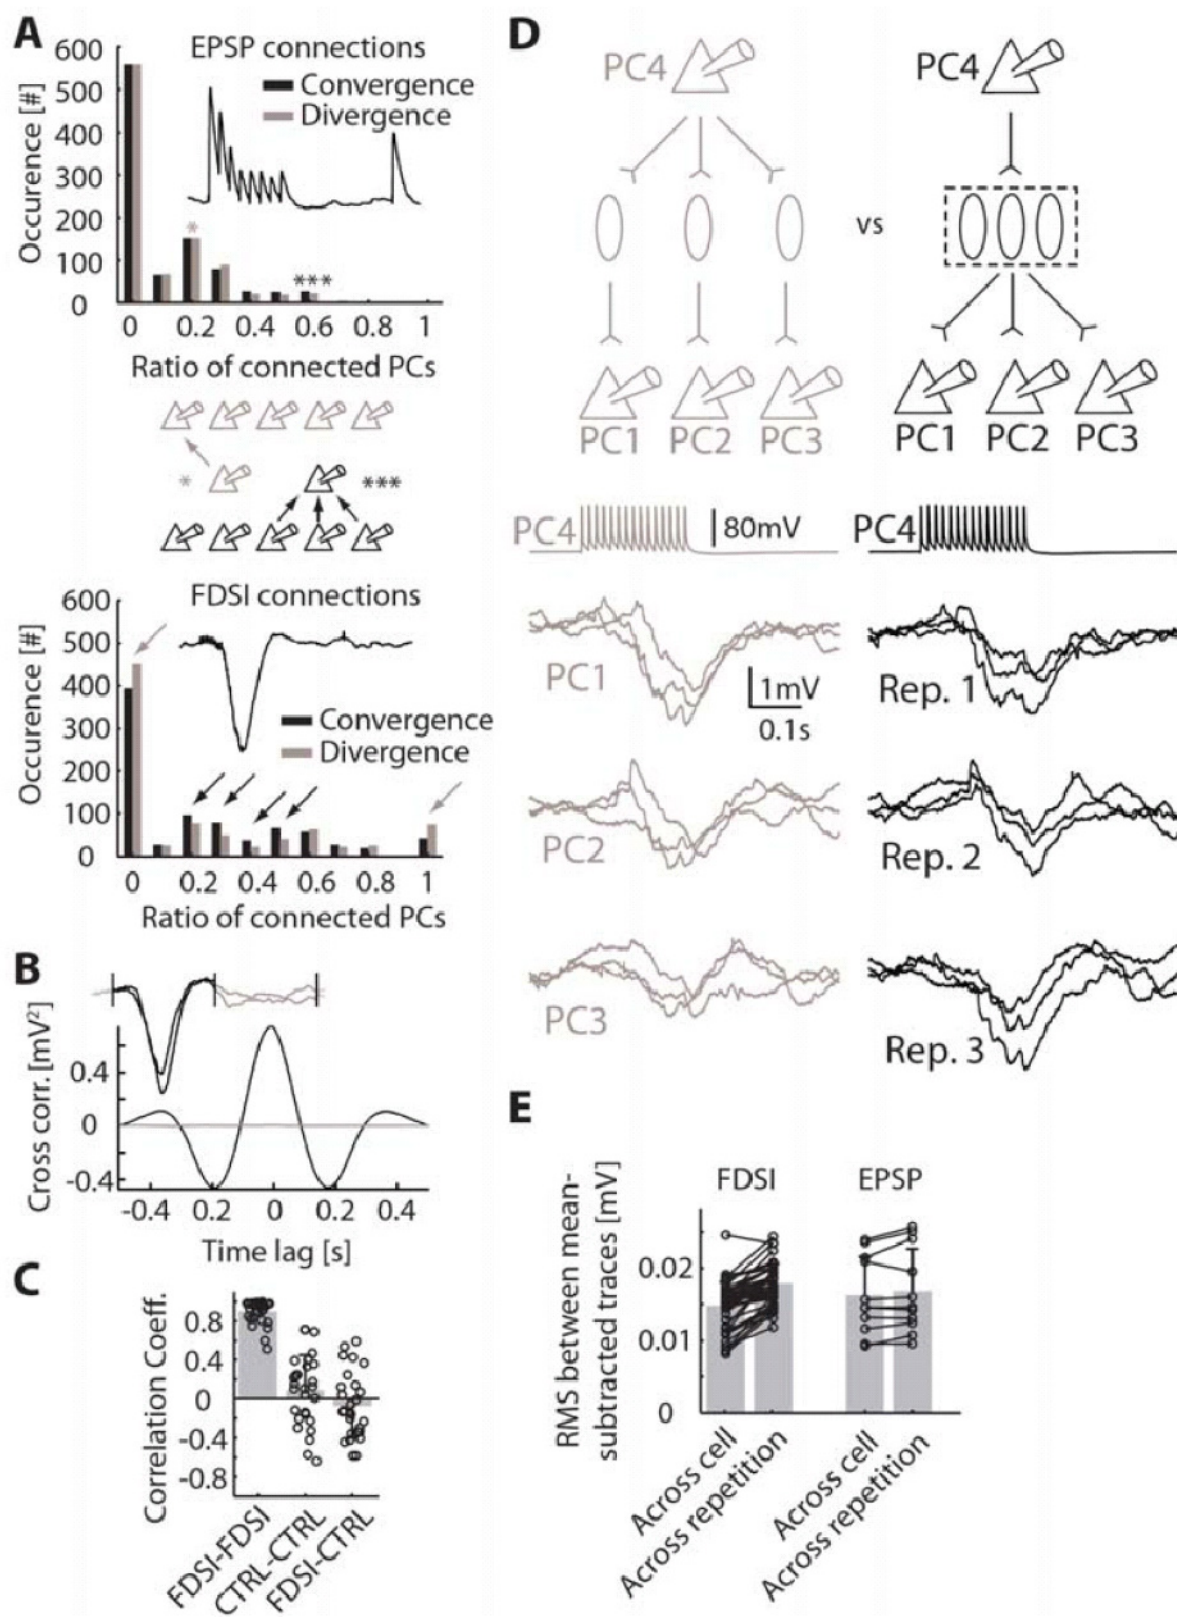 A
EPSP connections
Convergence
Divergence
Occurence [#]
600
500
400
300
200
100
0
*
***
0 0.2 0.4 0.6 0.8 1
Ratio of connected PCs
*
***
FDSI connections
Convergence
Divergence
Occurence [#]
600
500
400
300
200
100
0
0 0.2 0.4 0.6 0.8 1
Ratio of connected PCs
B
Cross corr. [mV²]
0.4
0
-0.4
-0.4 0.2 0 0.2 0.4
Time lag [s]
C
Correlation Coeff.
0.8
0.4
0
-0.4
-0.8
FDSI-FDSI
CTRL-CTRL
FDSI-CTRL
D
PC4
PC4
vs
PC1 PC2 PC3
PC1 PC2 PC3
PC4
80mV
PC4
PC1
1mV
0.1s
Rep. 1
PC2
Rep. 2
PC3
Rep. 3
E
RMS between mean-
subtracted traces [mV]
FDSI EPSP
0.02
0.01
0
Across cell
Across repetition
Across cell
Across repetition